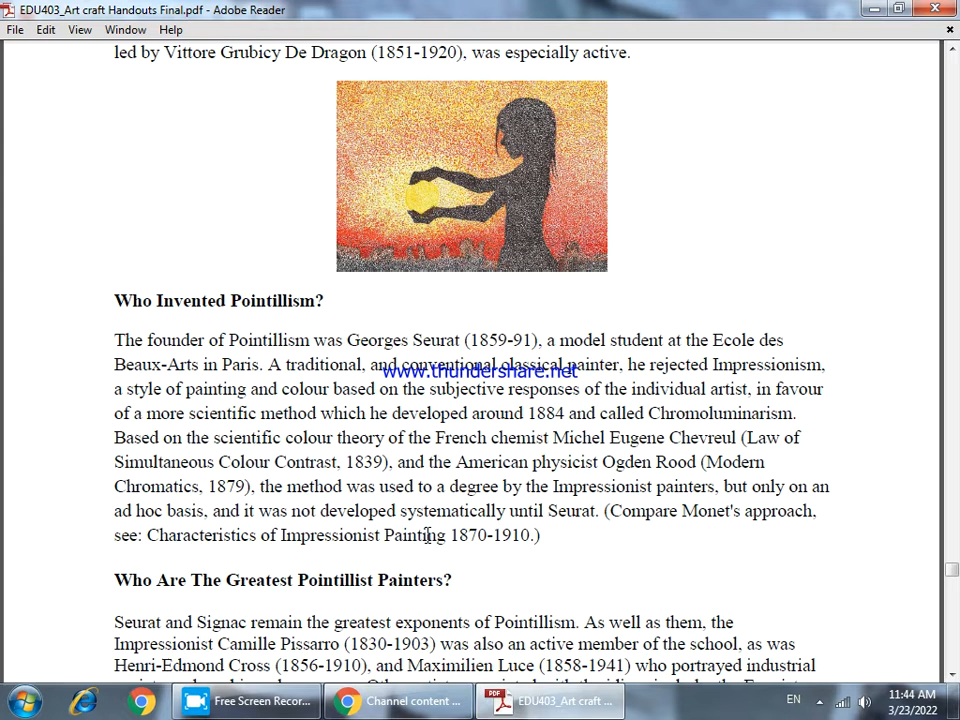 EDU403_Art craft Handouts Final.pdf - Adobe Reader
File Edit View Window Help
led by Vittore Grubicy De Dragon (1851-1920), was especially active.
Who Invented Pointillism?
The founder of Pointillism was Georges Seurat (1859-91), a model student at the Ecole des
Beaux-Arts in Paris. A traditional, and conventional classical painter, he rejected Impressionism,
www.thundershare.net
a style of painting and colour based on the subjective responses of the individual artist, in favour
of a more scientific method which he developed around 1884 and called Chromoluminarism.
Based on the scientific colour theory of the French chemist Michel Eugene Chevreul (Law of
Simultaneous Colour Contrast, 1839), and the American physicist Ogden Rood (Modern
Chromatics, 1879), the method was used to a degree by the Impressionist painters, but only on an
ad hoc basis, and it was not developed systematically until Seurat. (Compare Monet's approach,
see: Characteristics of Impressionist Painting 1870-1910.)
Who Are The Greatest Pointillist Painters?
Seurat and Signac remain the greatest exponents of Pointillism. As well as them, the
Impressionist Camille Pissarro (1830-1903) was also an active member of the school, as was
Henri-Edmond Cross (1856-1910), and Maximilien Luce (1858-1941) who portrayed industrial
Free Screen Recor... Channel content ... EDU403_Art craft ... EN 11:44 AM
3/23/2022